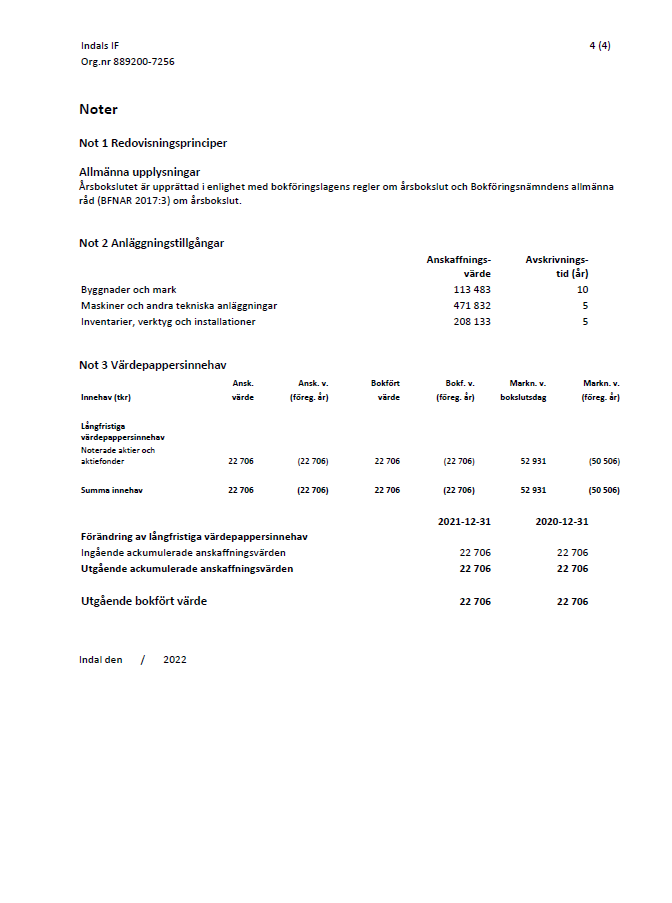 Indals IF 4 (4)
Org.nr 889200-7256
Noter
Not 1 Redovisningsprinciper
Allmänna upplysningar
Årsbokslutet är upprättad i enlighet med bokföringslagens regler om årsbokslut och Bokföringsnämndens allmänna
råd (BFNAR 2017:3) om årsbokslut.
Not 2 Anläggningstillgångar
Anskaffnings- Avskrivnings-
värde tid (år)
Byggnader och mark 113 483 10
Maskiner och andra tekniska anläggningar 471 832 5
Inventarier, verktyg och installationer 208 133 5
Not 3 Värdepappersinnehav
Ansk. Ansk. v. Bokfört Bokf. v. Markn. v. Markn. v.
Innehav (tkr) värde (föreg. år) värde (föreg. år) bokslutsdag (föreg. år)
Långfristiga
värdepappersinnehav
Noterade aktier och
aktiefonder 22 706 (22 706) 22 706 (22 706) 52 931 (50 506)
Summa innehav 22 706 (22 706) 22 706 (22 706) 52 931 (50 506)
2021-12-31 2020-12-31
Förändring av långfristiga värdepappersinnehav
Ingående ackumulerade anskaffningsvärden 22 706 22 706
Utgående ackumulerade anskaffningsvärden 22 706 22 706
Utgående bokfört värde 22 706 22 706
Indal den / 2022